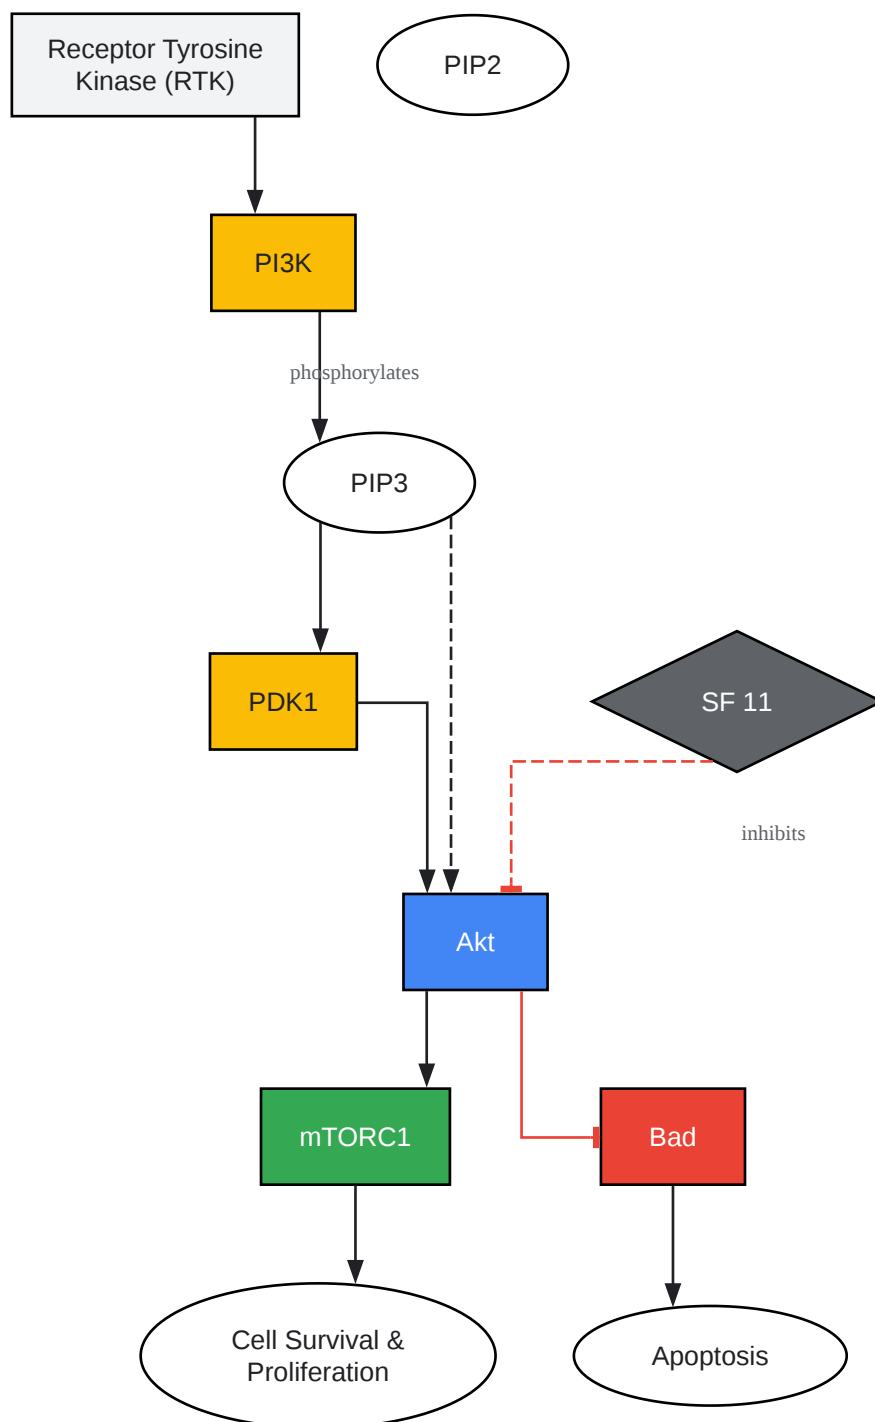 Receptor Tyrosine
Kinase (RTK)
PIP2
PI3K
phosphorylates
PIP3
PDK1
SF 11
inhibits
Akt
mTORC1
Bad
Cell Survival &
Proliferation
Apoptosis